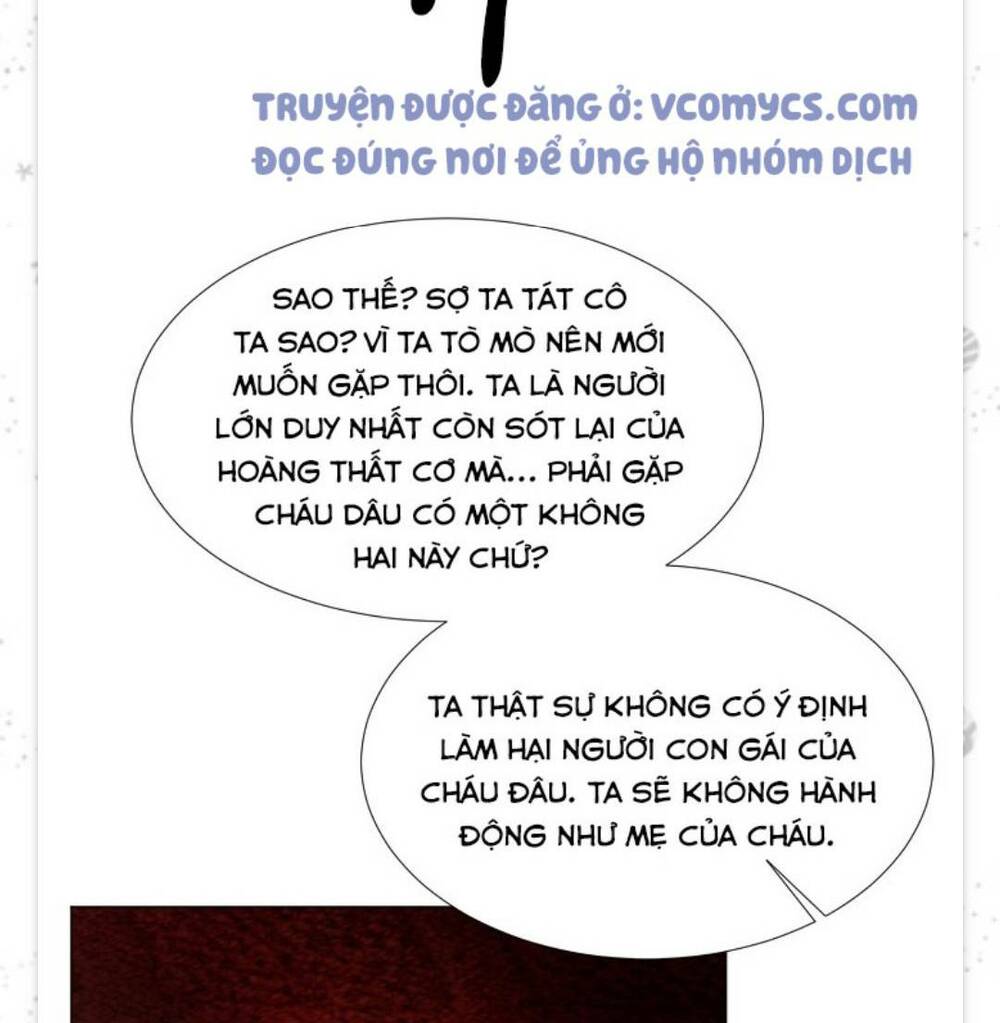 TRUYỆN ĐƯỢC ĐĂNG Ở: VCOMYCS.COM
ĐỌC ĐÚNG NƠI ĐỂ ỦNG HỘ NHÓM DỊCH
SAO THẾ? SỢ TA TÁT CÔ
TA SAO? VÌ TA TÒ MÒ NÊN MỚI
MUỐN GẶP THÔI. TA LÀ NGƯỜI
LỚN DUY NHẤT CÒN SÓT LẠI CỦA
HOÀNG THẤT CƠ MÀ... PHẢI GẶP
CHÁU DÂU CÓ MỘT KHÔNG
HAI NÀY CHỨ?
TA THẬT SỰ KHÔNG CÓ Ý ĐỊNH
LÀM HẠI NGƯỜI CON GÁI CỦA
CHÁU ĐÂU. TA SẼ KHÔNG HÀNH
ĐỘNG NHƯ MẸ CỦA CHÁU.